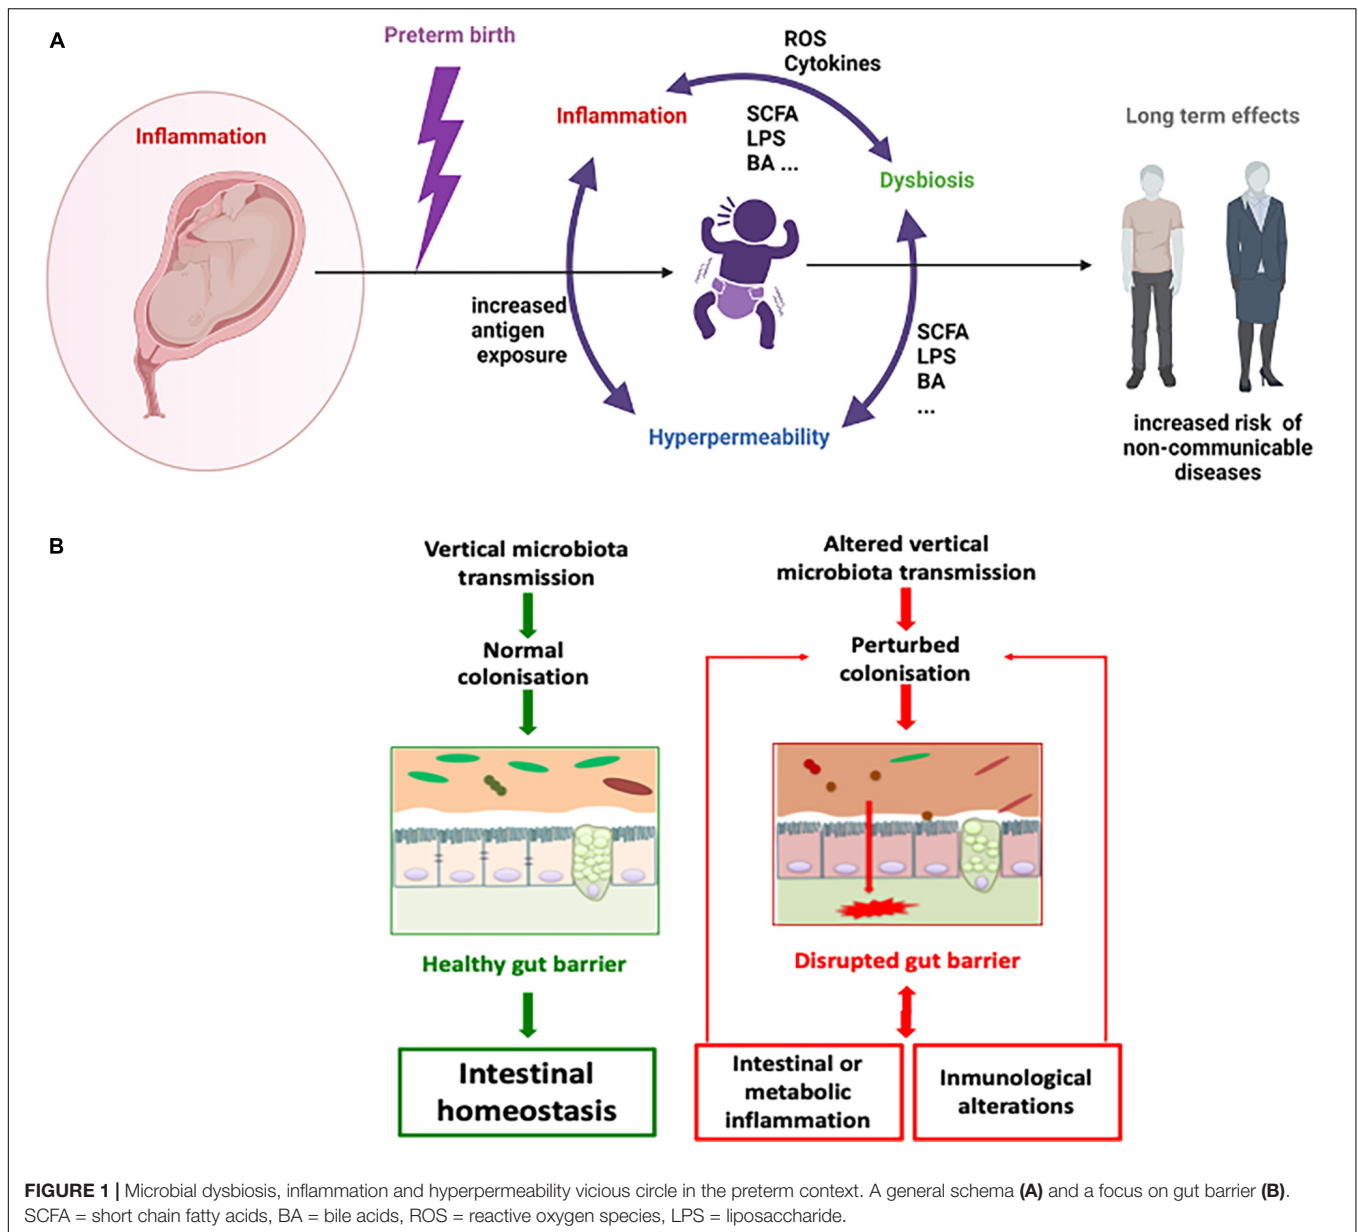 A
Preterm birth
Inflammation
Inflammation
ROS
Cytokines
SCFA
LPS
BA ...
Dysbiosis
increased
antigen
exposure
SCFA
LPS
BA
...
Hyperpermeability
Long term effects
increased risk of
non-communicable
diseases
B
Vertical microbiota
transmission
Normal
colonisation
Healthy gut barrier
Intestinal
homeostasis
Altered vertical
microbiota transmission
Perturbed
colonisation
Disrupted gut barrier
Intestinal or
metabolic
inflammation
Inmunological
alterations
FIGURE 1 | Microbial dysbiosis, inflammation and hyperpermeability vicious circle in the preterm context. A general schema (A) and a focus on gut barrier (B).
SCFA = short chain fatty acids, BA = bile acids, ROS = reactive oxygen species, LPS = liposaccharide.